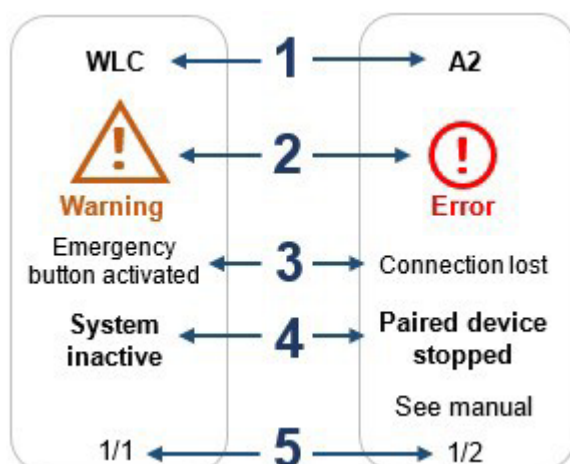 WLC 1 A2
!
!
2
Warning Error
Emergency
button activated
3 Connection lost
System
inactive
4
Paired device
stopped
See manual
1/1 5 1/2